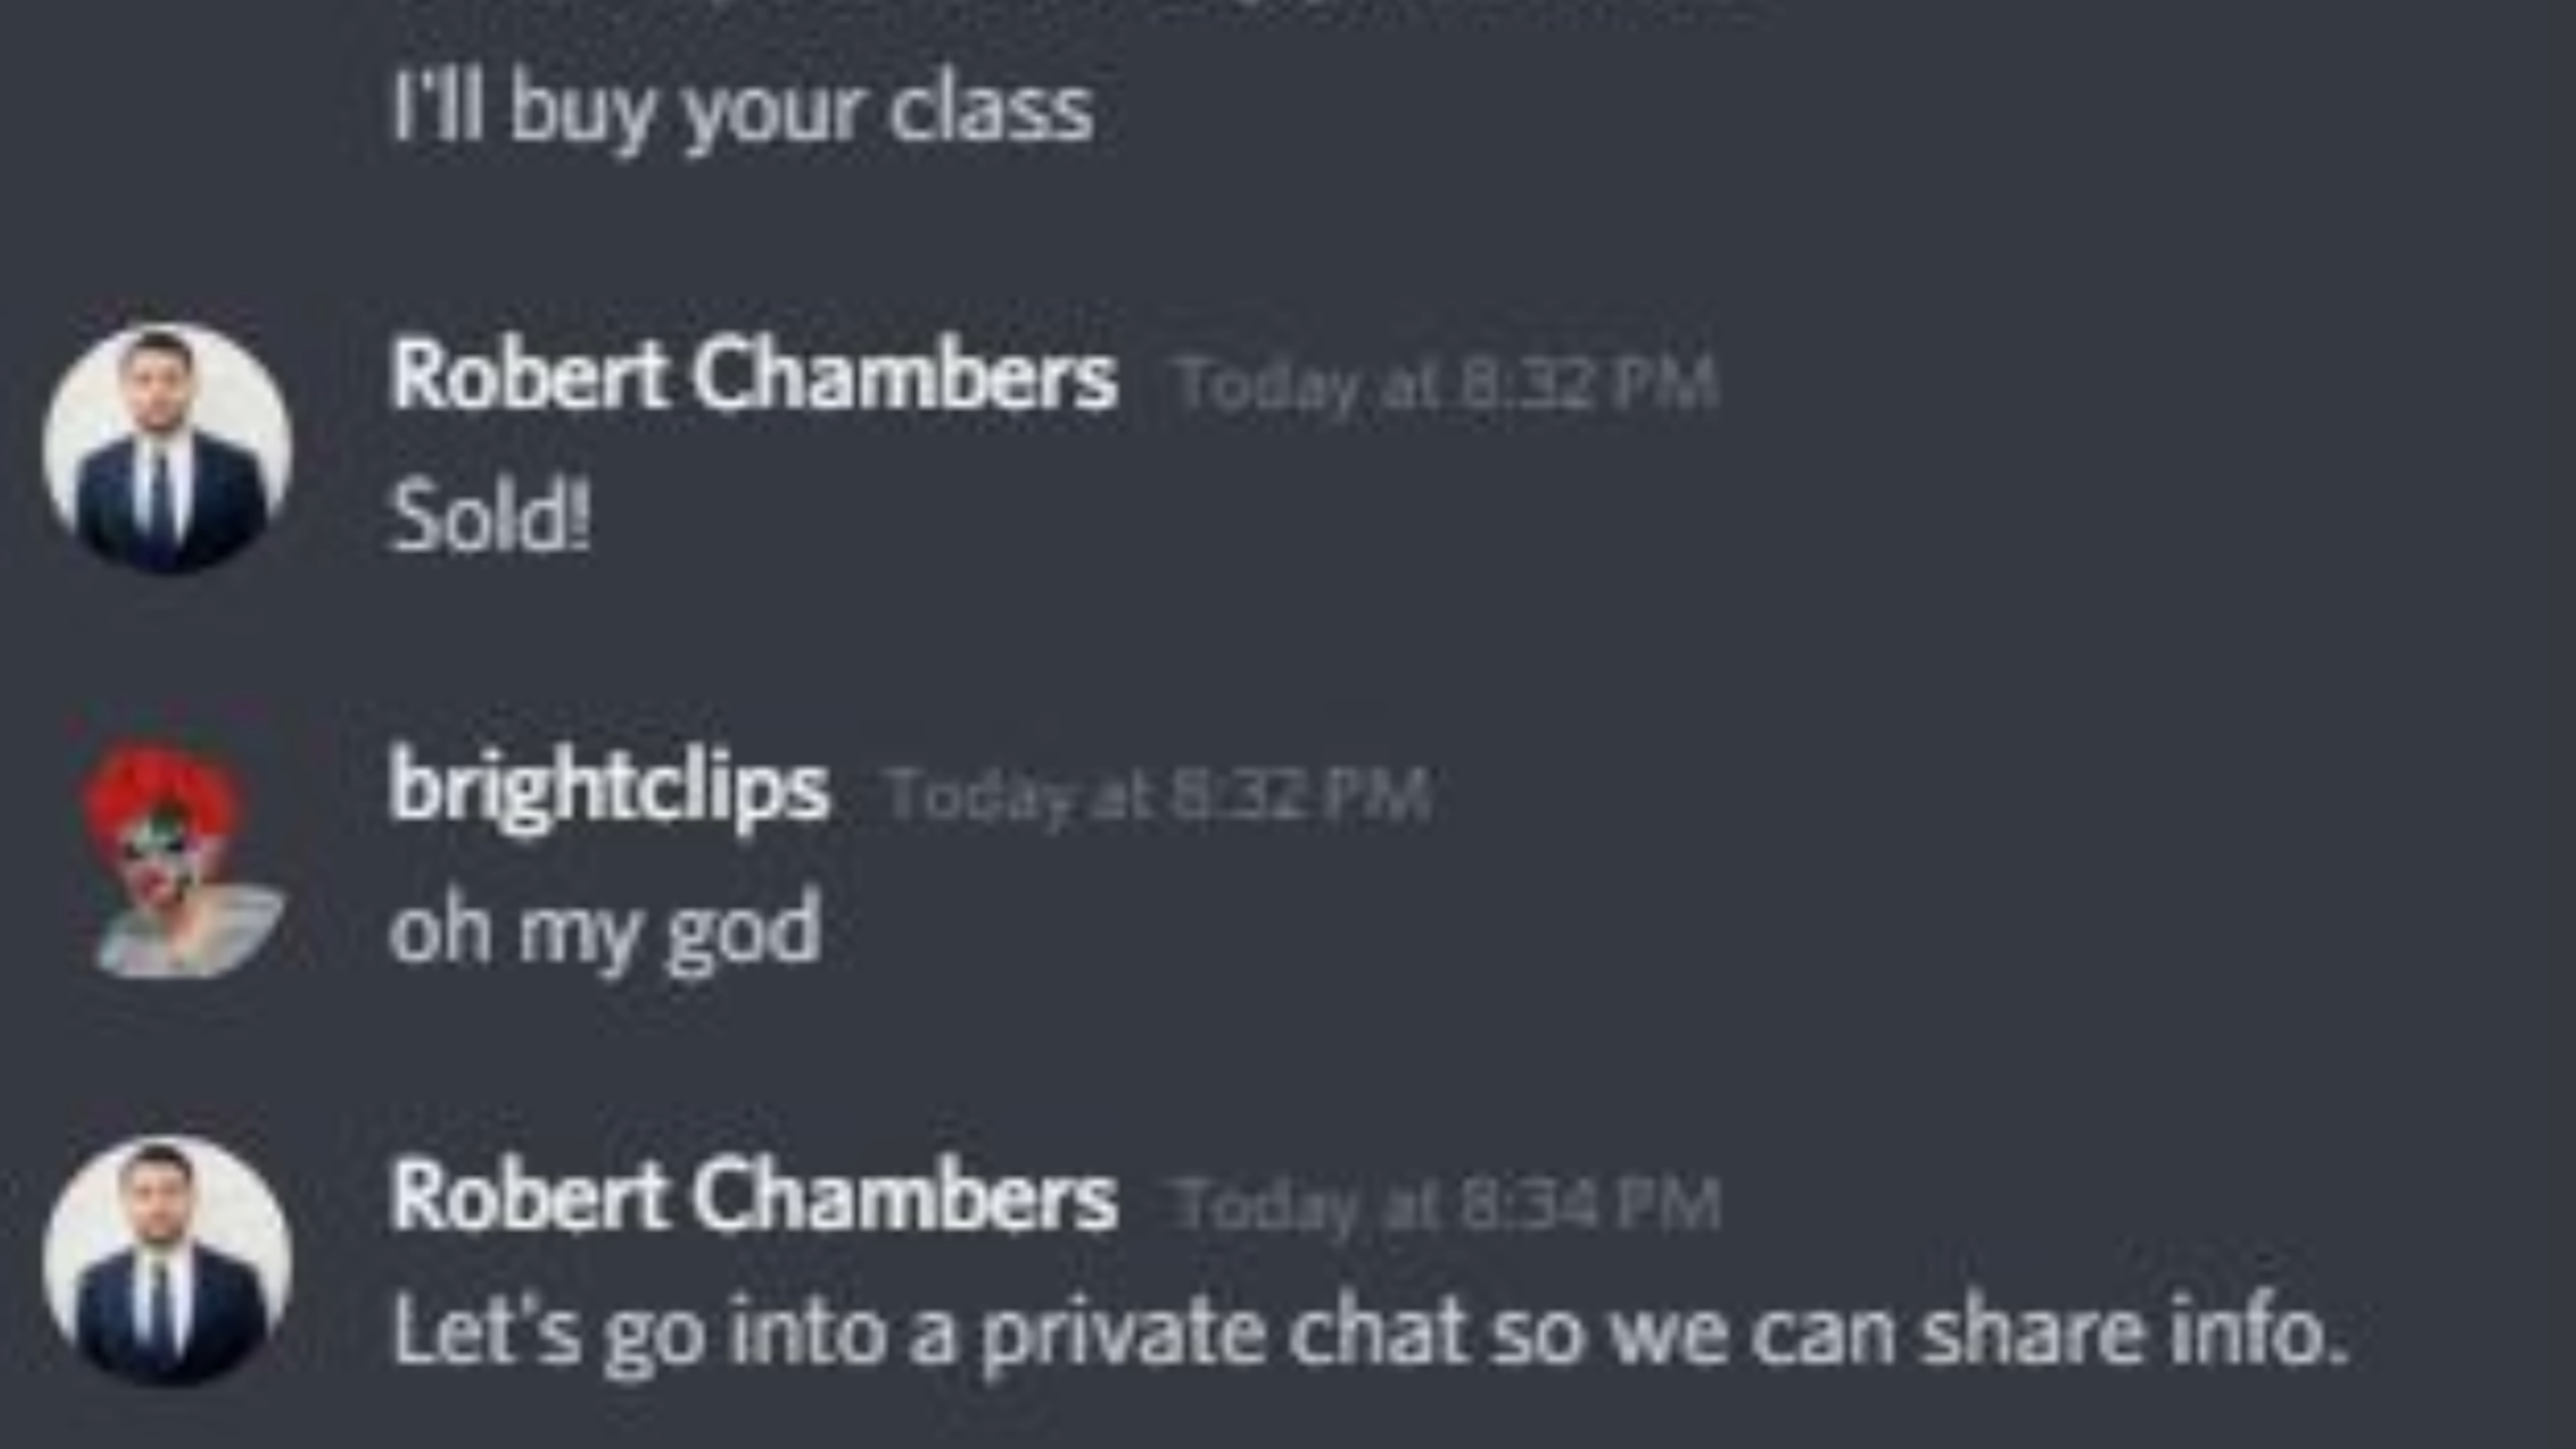 I'll buy your class
Robert Chambers Today at 8:32 PM
Sold!
brightclips Today at 8:32 PM
oh my god
Robert Chambers Today at 8:34 PM
Let's go into a private chat so we can share info.